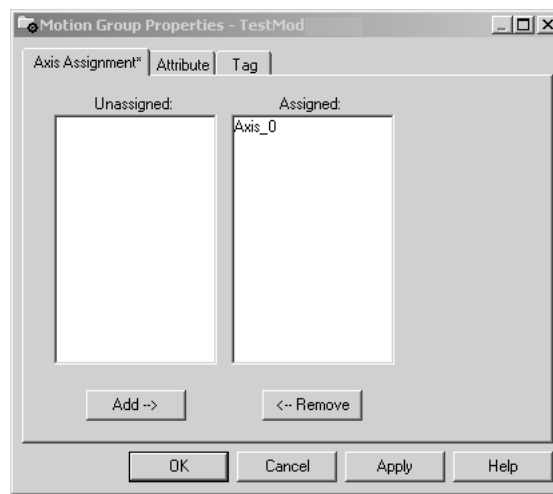 Motion Group Properties - TestMod
Axis Assignment* Attribute Tag
Unassigned: Assigned:
Axis_0
Add --> <-- Remove
OK Cancel Apply Help